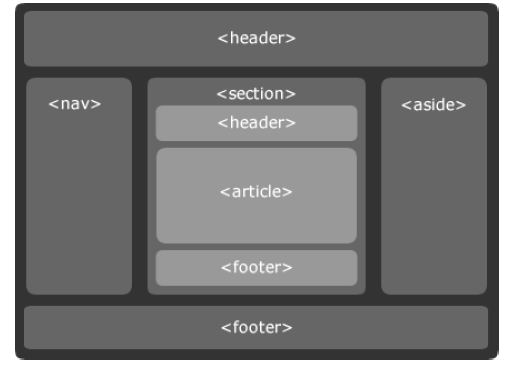 <header>
<nav>
<section>
<header>
<article>
<footer>
<aside>
<footer>